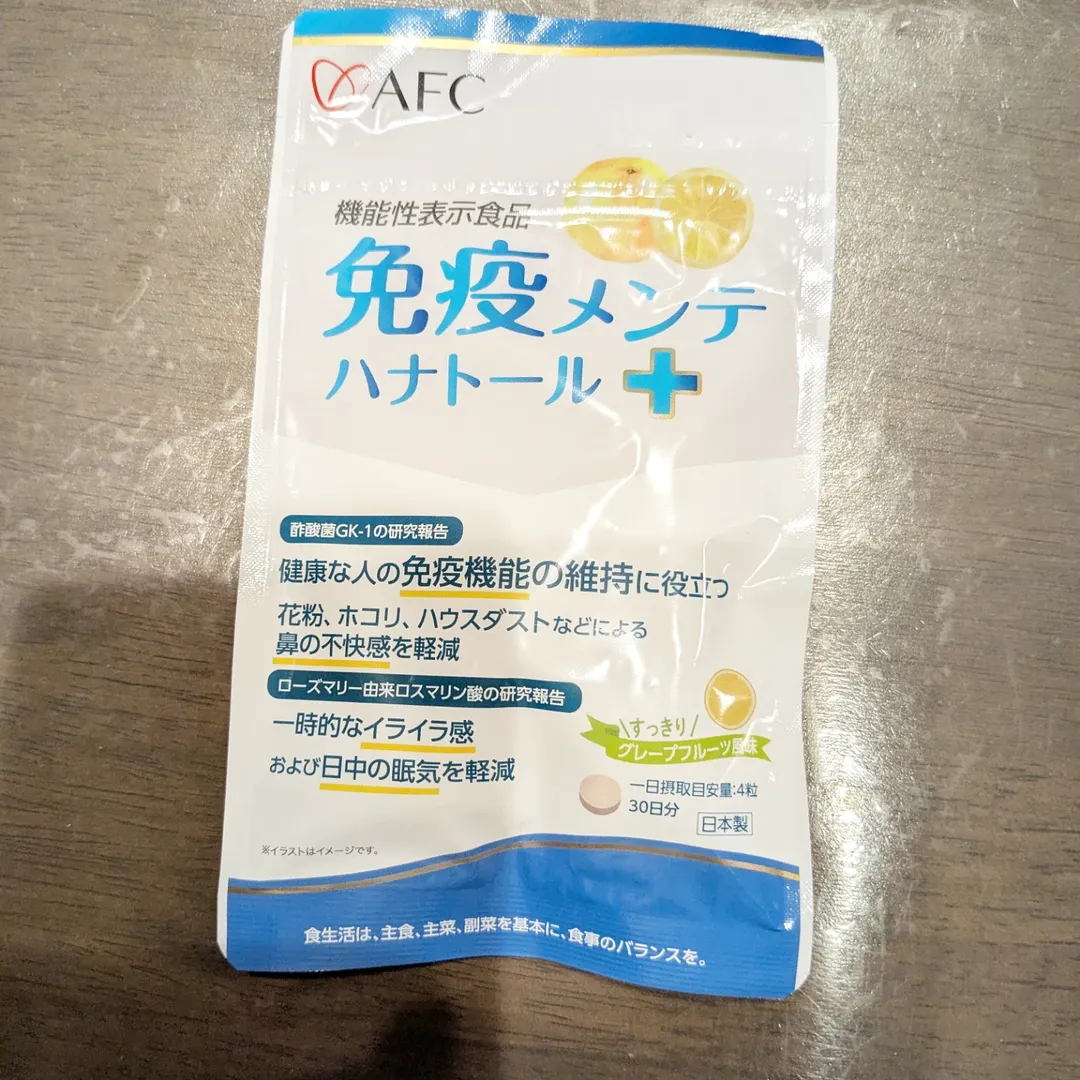 AFC
機能性表示食品
免疫メンテ
ハナトール
酢酸菌GK-1の研究報告
健康な人の免疫機能の維持に役立つ
花粉、ホコリ、ハウスダストなどによる
鼻の不快感を軽減
ローズマリー由来ロスマリン酸の研究報告
一時的なイライラ感
および日中の眠気を軽減
すっきり
グレープフルーツ風味
一日摂取目安量:4粒
30日分
日本製
※イラストはイメージです。
食生活は、主食、主菜、副菜を基本に、食事のバランスを。